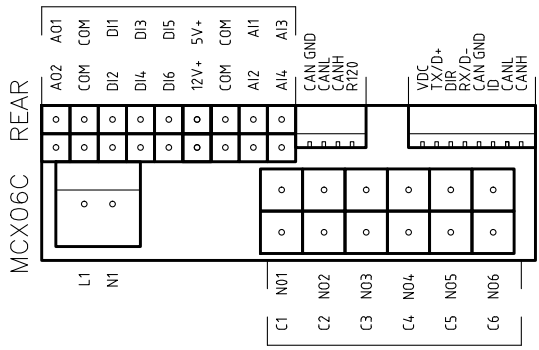 AO1 COM DI1 DI3 DI5 5V+ COM AI1 AI3
AO2 COM DI2 DI4 DI6 12V+ COM AI2 AI4
CAN GND
CANL
CANH
R120
VDC
TX/D+
DIR
RX/D-
CAN GND
ID
CANL
CANH
MCX06C REAR
L1 N1
NO1 NO2 NO3 NO4 NO5 NO6
C1 C2 C3 C4 C5 C6